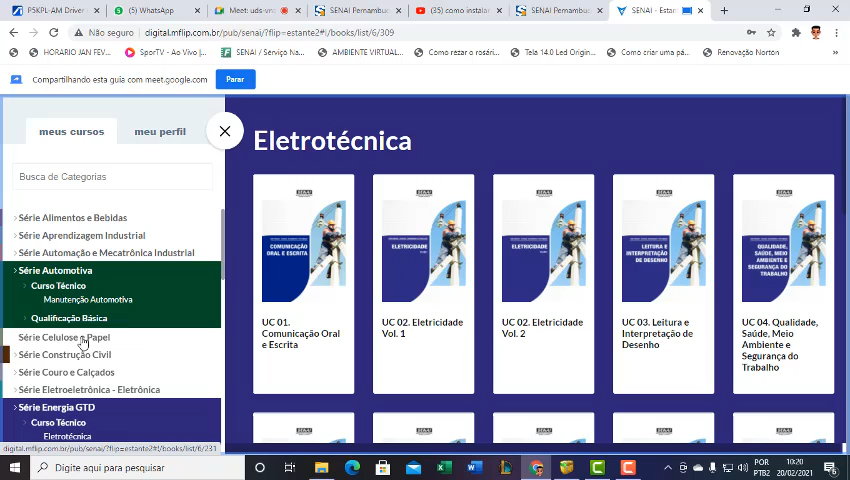 P5KPL-AM Driver
(5) WhatsApp
Meet: uds-vn
SENAI Pernambuc
(35) como instalar
SENAI Pernambuc
SENAI - Estan
Não seguro
digital.mflip.com.br/pub/senai/?flip=estante2#!/books/list/6/309
HORARIO JAN FEV...
SporTV - Ao Vivo | G...
SENAI / Serviço Na...
AMBIENTE VIRTUAL...
Como rezar o rosári...
Tela 14.0 Led Origin...
Como criar uma pá...
Renovação Norton
Compartilhando esta guia com meet.google.com
Parar
meus cursos
meu perfil
Busca de Categorias
Série Alimentos e Bebidas
Série Aprendizagem Industrial
Série Automação e Mecatrônica Industrial
Série Automotiva
Curso Técnico
Manutenção Automotiva
Qualificação Básica
Série Celulose e Papel
Série Construção Civil
Série Couro e Calçados
Série Eletroeletrônica - Eletrônica
Série Energia GTD
Curso Técnico
Eletrotécnica
digital.mflip.com.br/pub/senai/?flip=estante2#!/books/list/6/231
Eletrotécnica
COMUNICAÇÃO
ORAL E ESCRITA
UC 01.
Comunicação Oral
e Escrita
ELETRICIDADE
UC 02. Eletricidade
Vol. 1
ELETRICIDADE
UC 02. Eletricidade
Vol. 2
LEITURA E
INTERPRETAÇÃO
DE DESENHO
UC 03. Leitura e
Interpretação de
Desenho
QUALIDADE,
SAÚDE, MEIO
AMBIENTE E
SEGURANÇA DO
TRABALHO
UC 04. Qualidade,
Saúde, Meio
Ambiente e
Segurança do
Trabalho
Digite aqui para pesquisar
POR
PTB2
10:20
20/02/2021